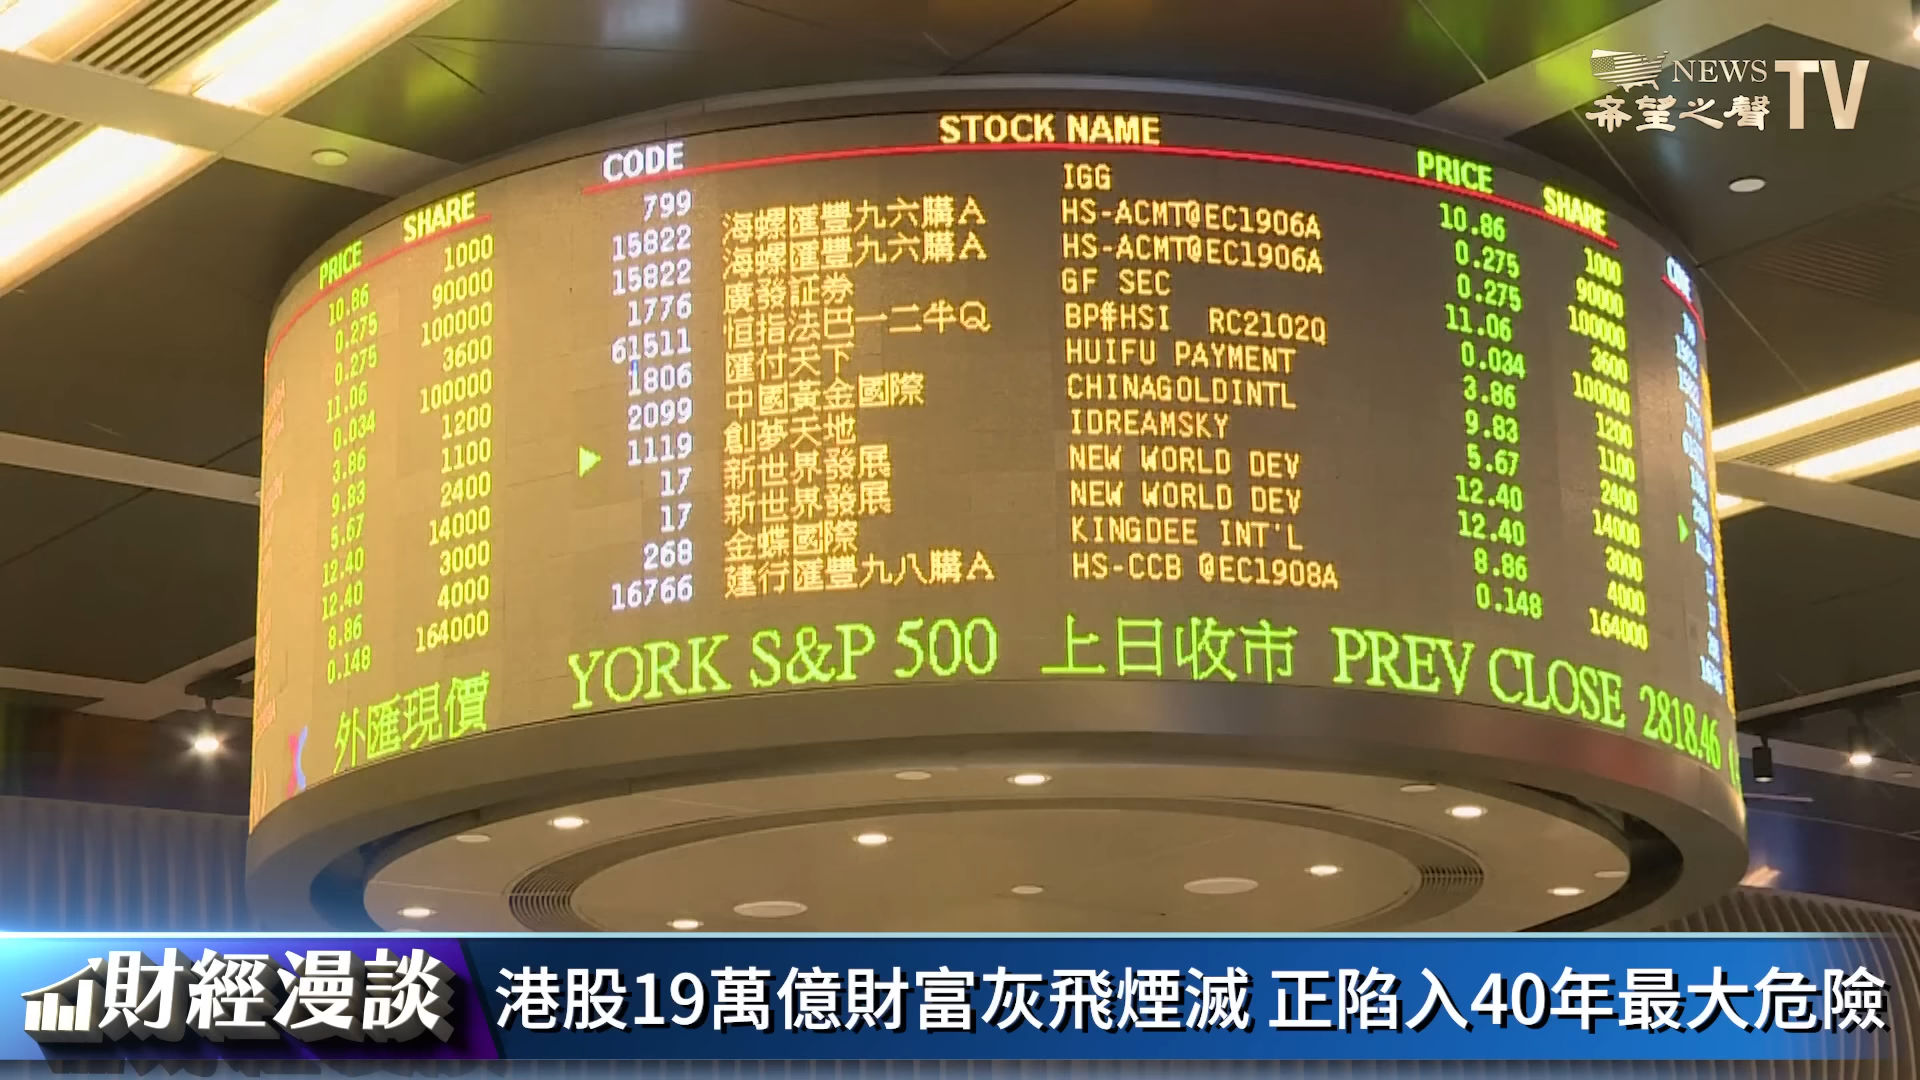 NEWS
希望之聲 TV
STOCK NAME
PRICE SHARE CODE PRICE SHARE
10.86 1000 799 IGG 10.86 1000
0.275 90000 15822 海螺匯豐九六購A HS-ACMT@EC1906A 0.275 90000
0.275 100000 15822 海螺匯豐九六購A HS-ACMT@EC1906A 0.275 100000
11.06 3600 1776 廣發証券 GF SEC 11.06 3600
0.034 100000 61511 恒指法巴一二牛Q BP#HSI RC2102Q 0.034 100000
3.86 1200 1806 匯付天下 HUIFU PAYMENT 3.86 1200
9.83 1100 2099 中國黃金國際 CHINAGOLDINTL 9.83 1100
5.67 2400 1119 創夢天地 IDREAMSKY 5.67 2400
12.40 14000 17 新世界發展 NEW WORLD DEV 12.40 14000
12.40 3000 17 新世界發展 NEW WORLD DEV 12.40 3000
8.86 4000 268 金蝶國際 KINGDEE INT'L 8.86 4000
0.148 164000 16766 建行匯豐九八購A HS-CCB @EC1908A 0.148 164000
外匯現價 YORK S&P 500 上日收市 PREV CLOSE 2818.46
財經漫談
港股19萬億財富灰飛煙滅 正陷入40年最大危險